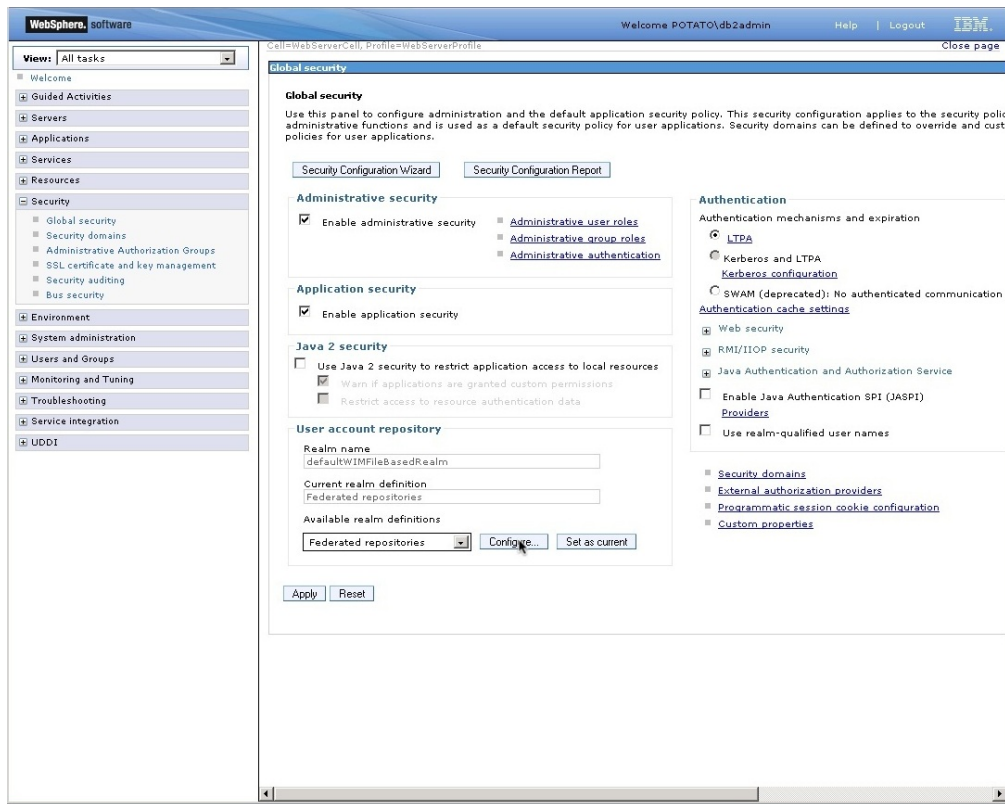 WebSphere. software
Welcome POTATO\db2admin
Help | Logout
IBM.
View: All tasks
Welcome
Guided Activities
Servers
Applications
Services
Resources
Security
Global security
Security domains
Administrative Authorization Groups
SSL certificate and key management
Security auditing
Bus security
Environment
System administration
Users and Groups
Monitoring and Tuning
Troubleshooting
Service integration
UDDI
Cell=WebServerCell, Profile=WebServerProfile
Close page
Global security
Global security
Use this panel to configure administration and the default application security policy. This security configuration applies to the security polic
administrative functions and is used as a default security policy for user applications. Security domains can be defined to override and cust
policies for user applications.
Security Configuration Wizard
Security Configuration Report
Administrative security
Enable administrative security
Administrative user roles
Administrative group roles
Administrative authentication
Application security
Enable application security
Java 2 security
Use Java 2 security to restrict application access to local resources
Warn if applications are granted custom permissions
Restrict access to resource authentication data
User account repository
Realm name
defaultWIMFileBasedRealm
Current realm definition
Federated repositories
Available realm definitions
Federated repositories
Configure...
Set as current
Apply
Reset
Authentication
Authentication mechanisms and expiration
LTPA
Kerberos and LTPA
Kerberos configuration
SWAM (deprecated): No authenticated communication
Authentication cache settings
Web security
RMI/IIOP security
Java Authentication and Authorization Service
Enable Java Authentication SPI (JASPI)
Providers
Use realm-qualified user names
Security domains
External authorization providers
Programmatic session cookie configuration
Custom properties